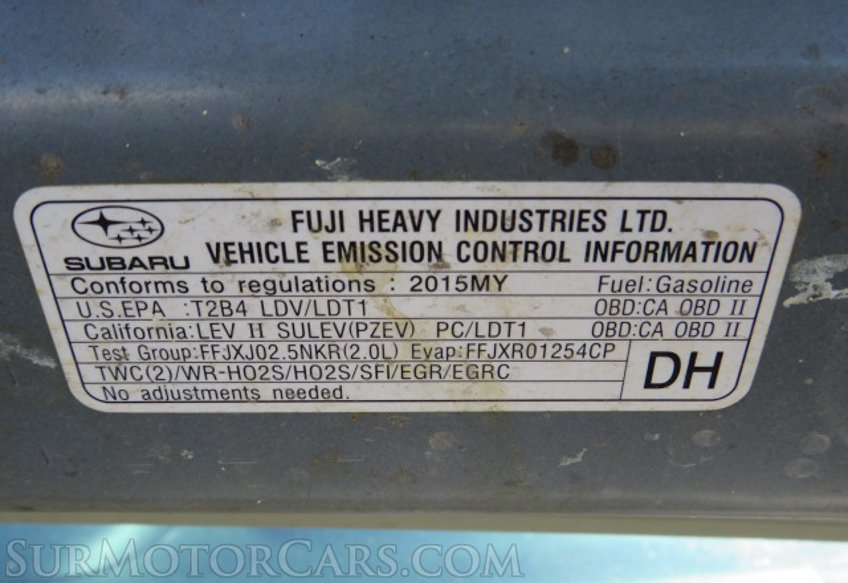 FUJI HEAVY INDUSTRIES LTD.
SUBARU VEHICLE EMISSION CONTROL INFORMATION
Conforms to regulations : 2015MY Fuel:Gasoline
U.S.EPA :T2B4 LDV/LDT1 OBD:CA OBD II
California:LEV II SULEV(PZEV) PC/LDT1 OBD:CA OBD II
Test Group:FFJXJ02.5NKR(2.0L) Evap:FFJXR01254CP
TWC(2)/WR-HO2S/HO2S/SFI/EGR/EGRC
DH
No adjustments needed.
SURMOTORCARS.COM